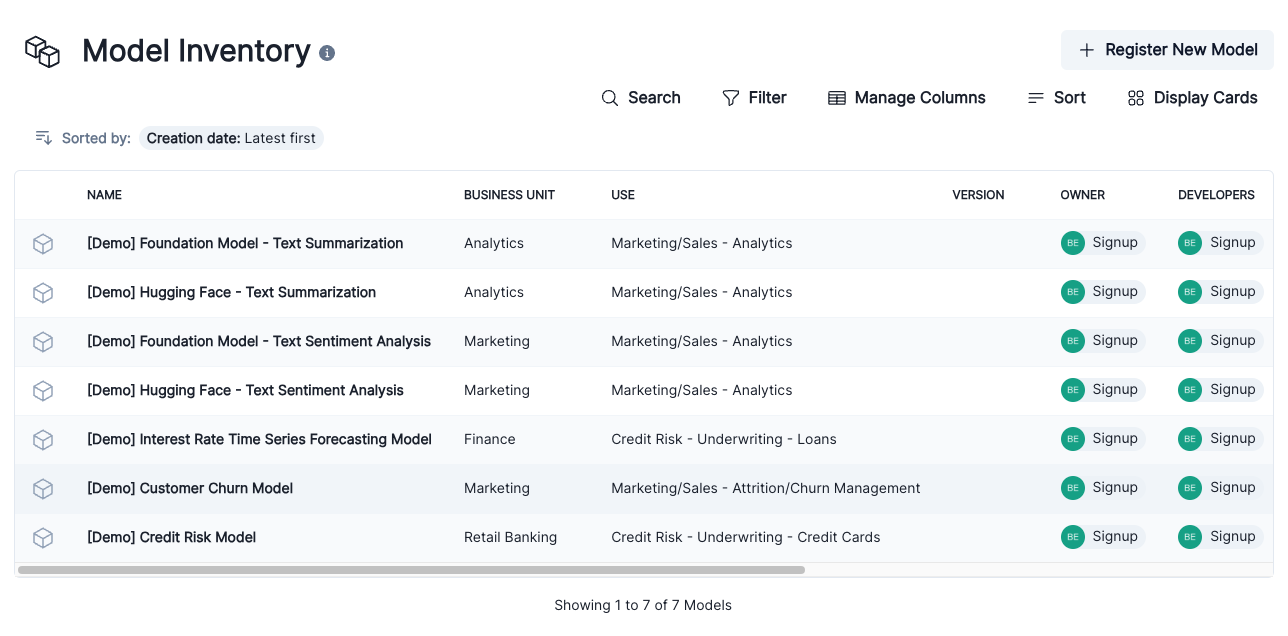 Model Inventory
Register New Model
Search Filter Manage Columns Sort Display Cards
Sorted by: Creation date: Latest first
NAME BUSINESS UNIT USE VERSION OWNER DEVELOPERS
[Demo] Foundation Model - Text Summarization Analytics Marketing/Sales - Analytics BE Signup BE Signup
[Demo] Hugging Face - Text Summarization Analytics Marketing/Sales - Analytics BE Signup BE Signup
[Demo] Foundation Model - Text Sentiment Analysis Marketing Marketing/Sales - Analytics BE Signup BE Signup
[Demo] Hugging Face - Text Sentiment Analysis Marketing Marketing/Sales - Analytics BE Signup BE Signup
[Demo] Interest Rate Time Series Forecasting Model Finance Credit Risk - Underwriting - Loans BE Signup BE Signup
[Demo] Customer Churn Model Marketing Marketing/Sales - Attrition/Churn Management BE Signup BE Signup
[Demo] Credit Risk Model Retail Banking Credit Risk - Underwriting - Credit Cards BE Signup BE Signup
Showing 1 to 7 of 7 Models